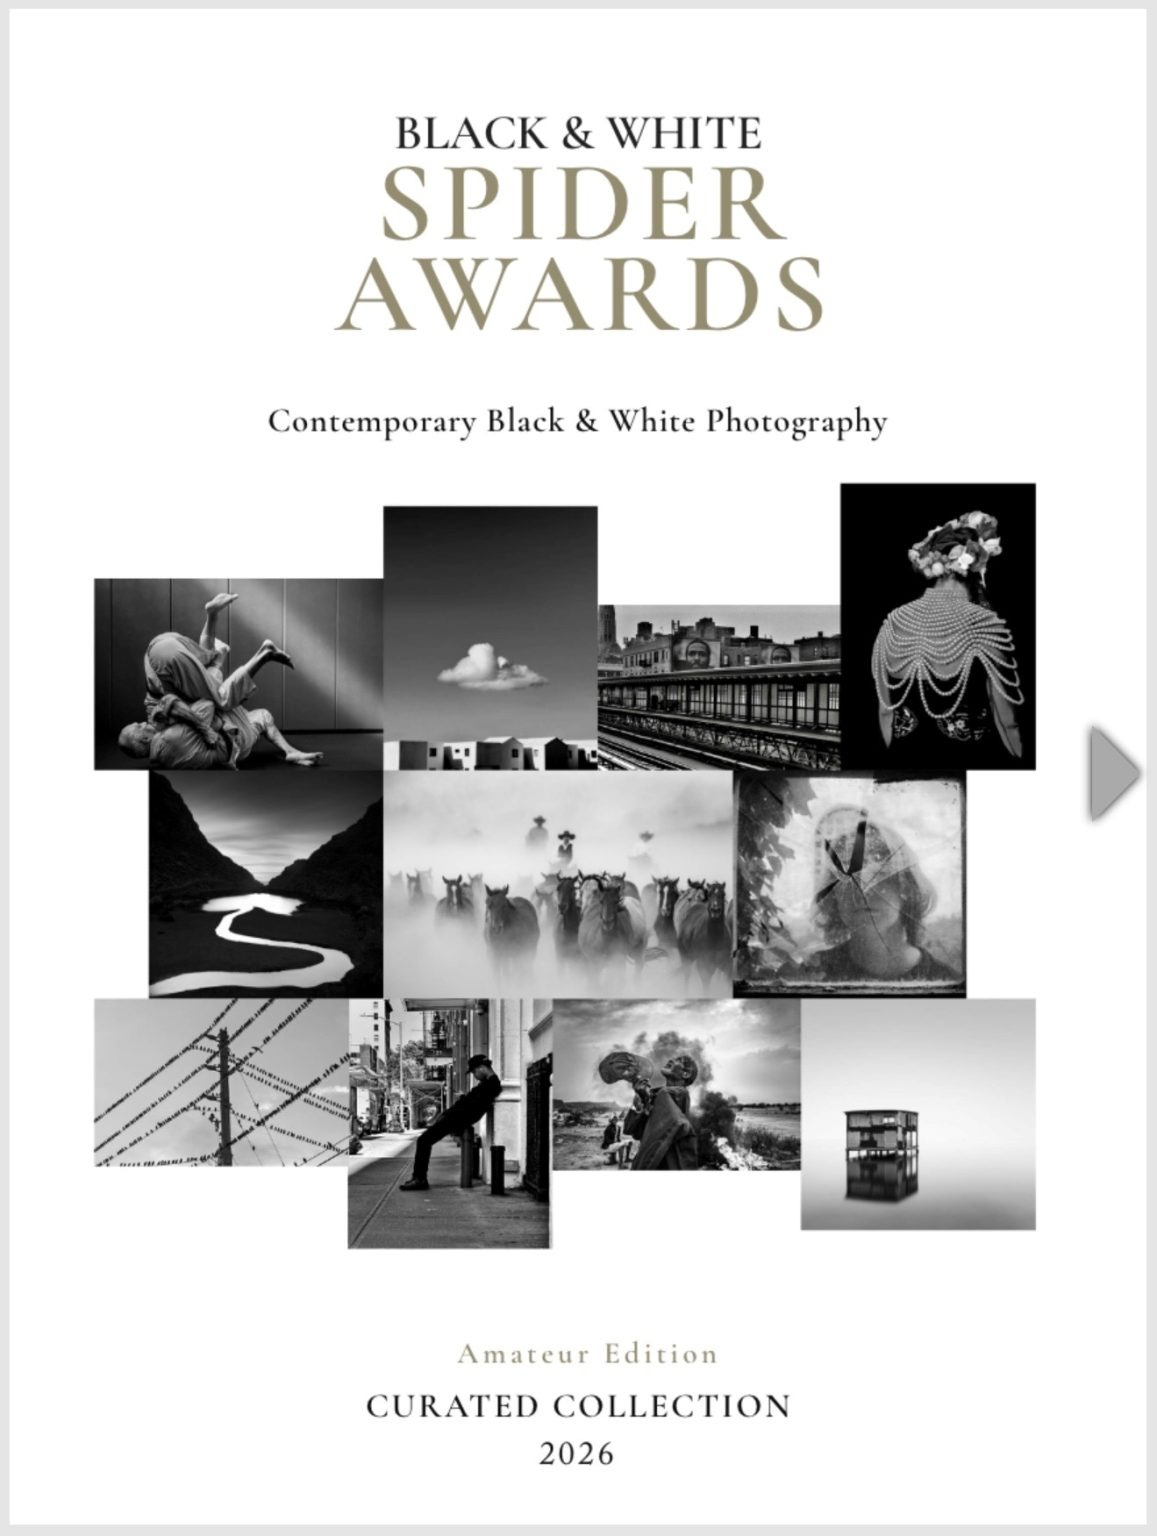 BLACK & WHITE
SPIDER
AWARDS
Contemporary Black & White Photography
Amateur Edition
CURATED COLLECTION
2026